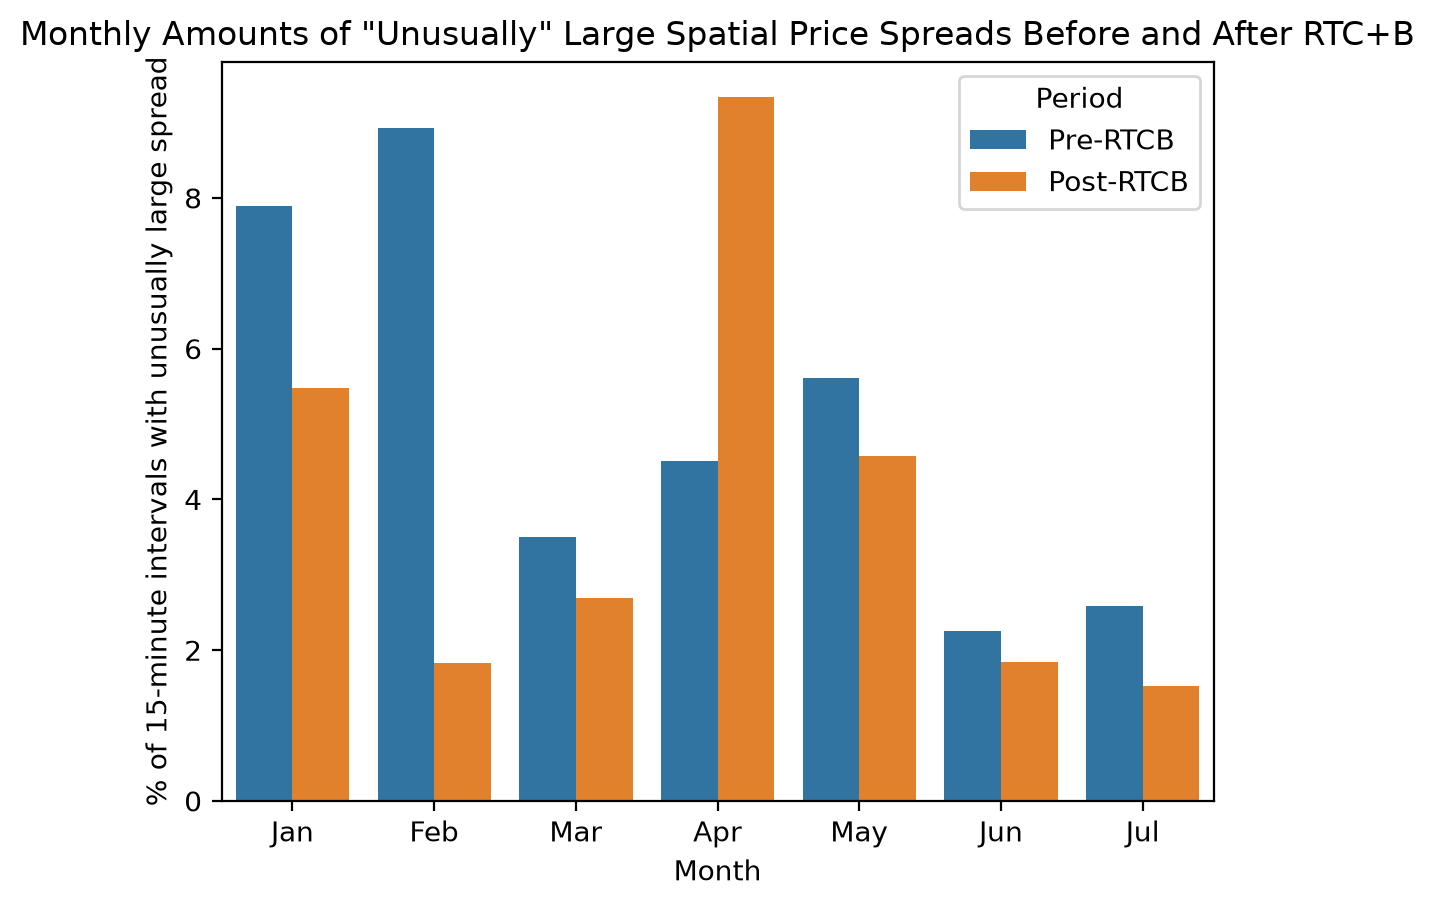 Monthly Amounts of "Unusually" Large Spatial Price Spreads Before and After RTC+B
% of 15-minute intervals with unusually large spread
8
6
4
2
0
Period
Pre-RTCB
Post-RTCB
Jan Feb Mar Apr May Jun Jul
Month